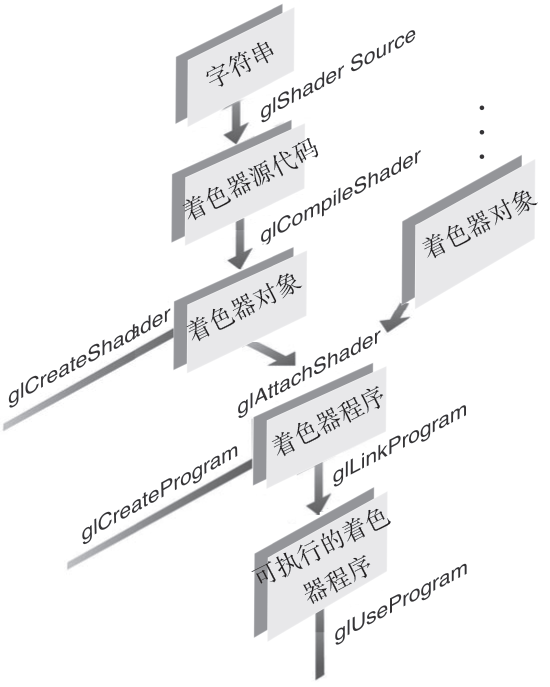 字符串
glShader Source
着色器源代码
glCompileShader
着色器对象
着色器对象
glCreateShadader
glAttachShader
着色器程序
glCreateProgram
glLinkProgram
可执行的着色
器程序
glUseProgram